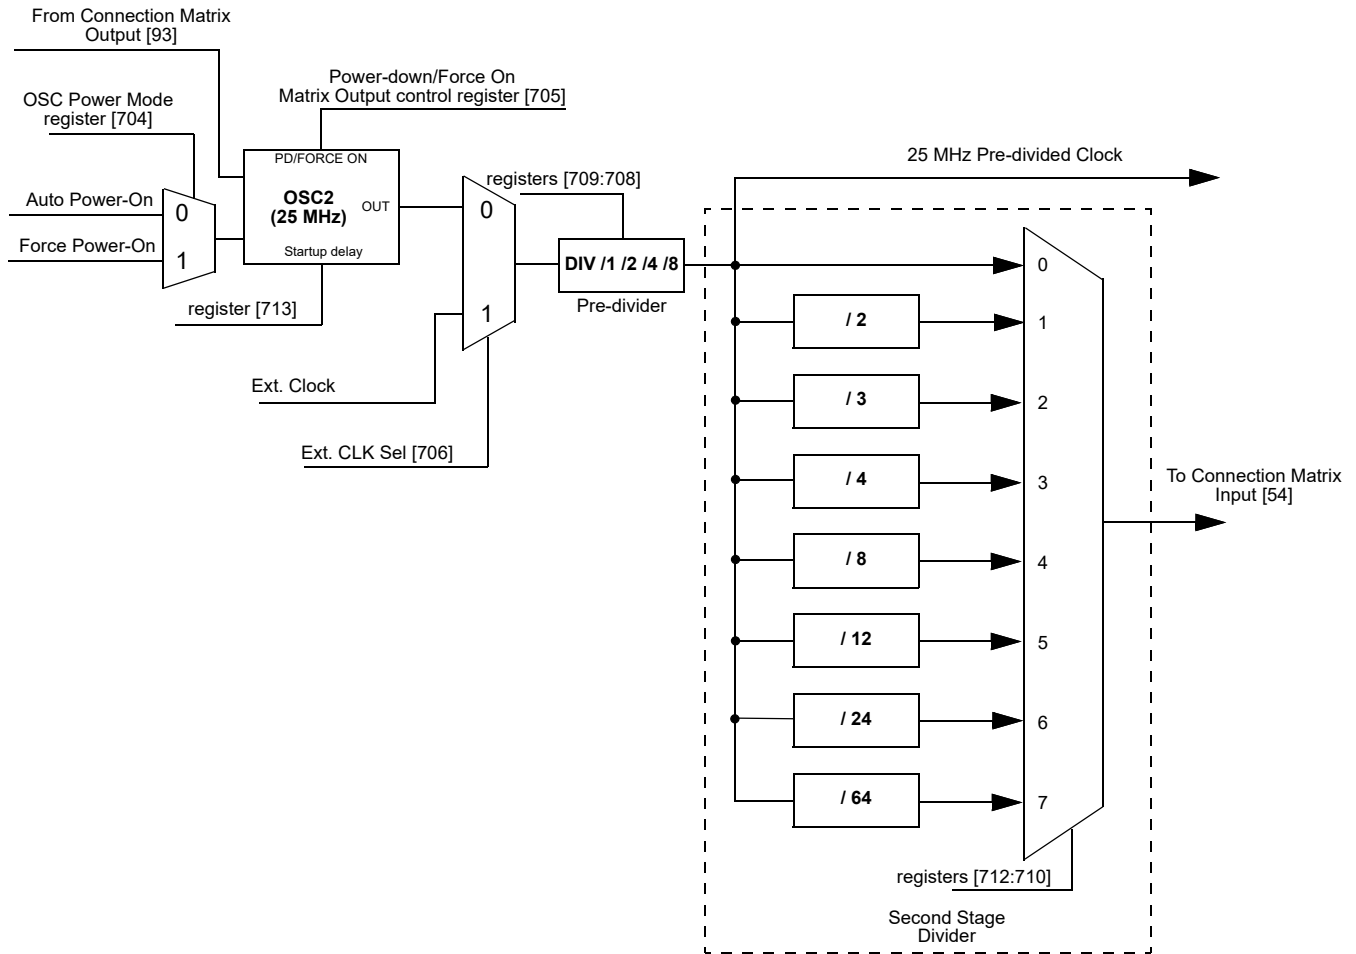 From Connection Matrix
Output [93]
Power-down/Force On
Matrix Output control register [705]
OSC Power Mode
register [704]
PD/FORCE ON
OSC2
(25 MHz)
OUT
Startup delay
Auto Power-On
0
Force Power-On
1
register [713]
registers [709:708]
0
1
DIV /1 /2 /4 /8
Pre-divider
Ext. Clock
Ext. CLK Sel [706]
25 MHz Pre-divided Clock
0
/ 2
1
/ 3
2
/ 4
3
/ 8
4
/ 12
5
/ 24
6
/ 64
7
To Connection Matrix
Input [54]
registers [712:710]
Second Stage
Divider